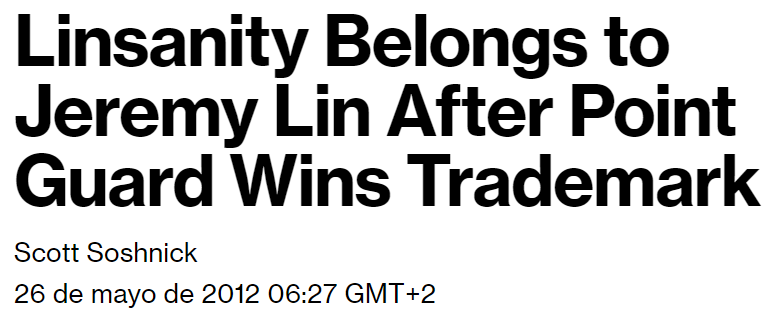 Linsanity Belongs to
Jeremy Lin After Point
Guard Wins Trademark
Scott Soshnick
26 de mayo de 2012 06:27 GMT+2